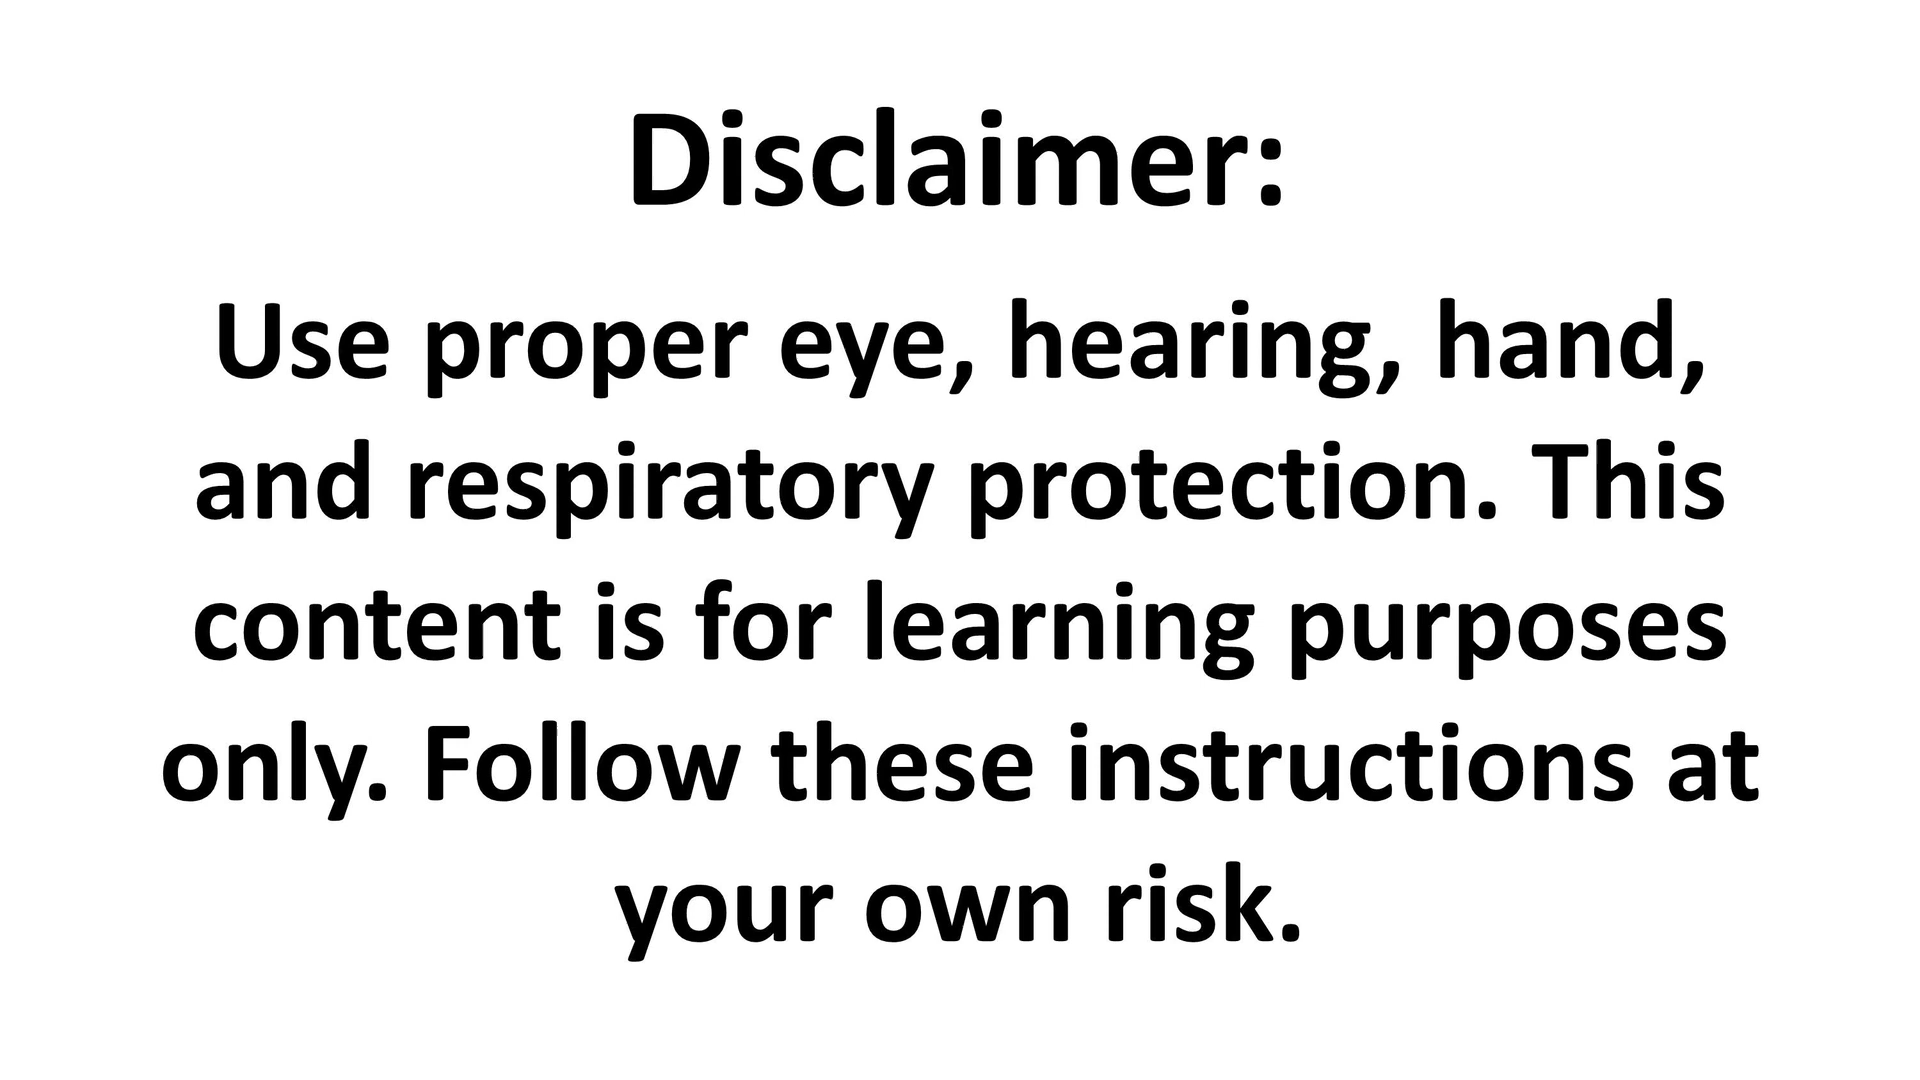 Disclaimer:
Use proper eye, hearing, hand,
and respiratory protection. This
content is for learning purposes
only. Follow these instructions at
your own risk.